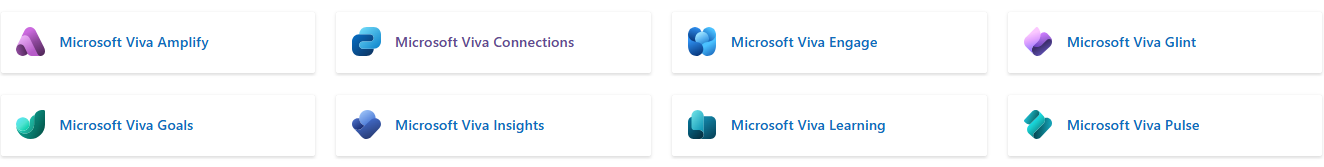 Microsoft Viva Amplify
Microsoft Viva Connections
Microsoft Viva Engage
Microsoft Viva Glint
Microsoft Viva Goals
Microsoft Viva Insights
Microsoft Viva Learning
Microsoft Viva Pulse